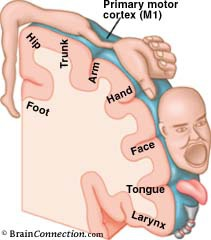 Primary motor
cortex (M1)
Hip
Trunk
Arm
Hand
Foot
Face
Tongue
Larynx
© BrainConnection.com